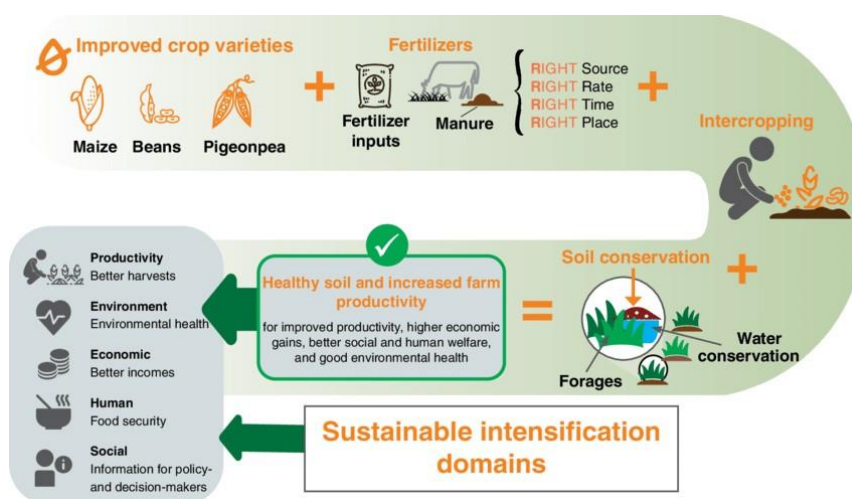 Improved crop varieties
Maize
Beans
Pigeonpea
+
Fertilizers
Fertilizer
inputs
Manure
RIGHT Source
RIGHT Rate
RIGHT Time
RIGHT Place
+
Intercropping
+
Soil conservation
Water
conservation
Forages
=
Healthy soil and increased farm
productivity
for improved productivity, higher economic
gains, better social and human welfare,
and good environmental health
Productivity
Better harvests
Environment
Environmental health
Economic
Better incomes
Human
Food security
Social
Information for policy-
and decision-makers
Sustainable intensification
domains